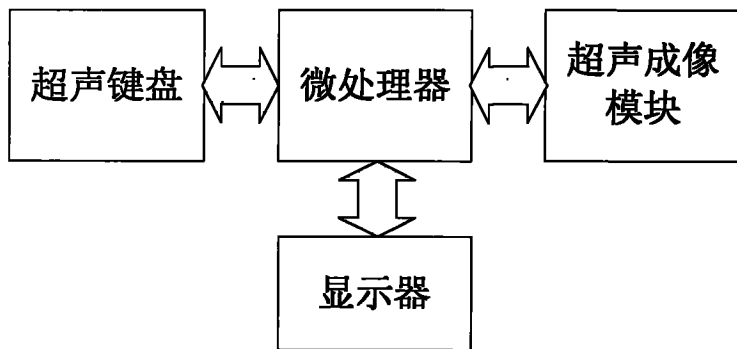 超声键盘
微处理器
超声成像
模块
显示器